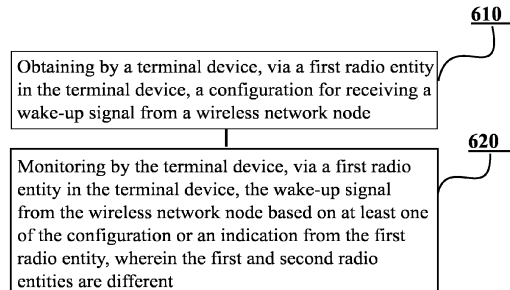 610
Obtaining by a terminal device, via a first radio entity
in the terminal device, a configuration for receiving a
wake-up signal from a wireless network node
620
Monitoring by the terminal device, via a first radio
entity in the terminal device, the wake-up signal
from the wireless network node based on at least one
of the configuration or an indication from the first
radio entity, wherein the first and second radio
entities are different